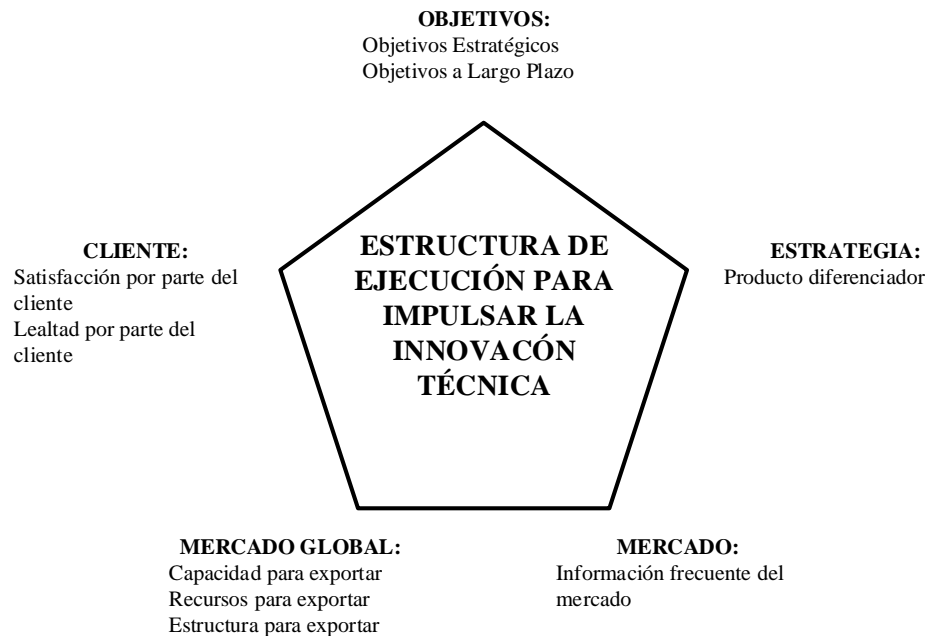 OBJETIVOS:
Objetivos Estratégicos
Objetivos a Largo Plazo
CLIENTE:
Satisfacción por parte del
cliente
Lealtad por parte del
cliente
ESTRUCTURA DE
EJECUCIÓN PARA
IMPULSAR LA
INNOVACÓN
TÉCNICA
ESTRATEGIA:
Producto diferenciador
MERCADO GLOBAL:
Capacidad para exportar
Recursos para exportar
Estructura para exportar
MERCADO:
Información frecuente del
mercado